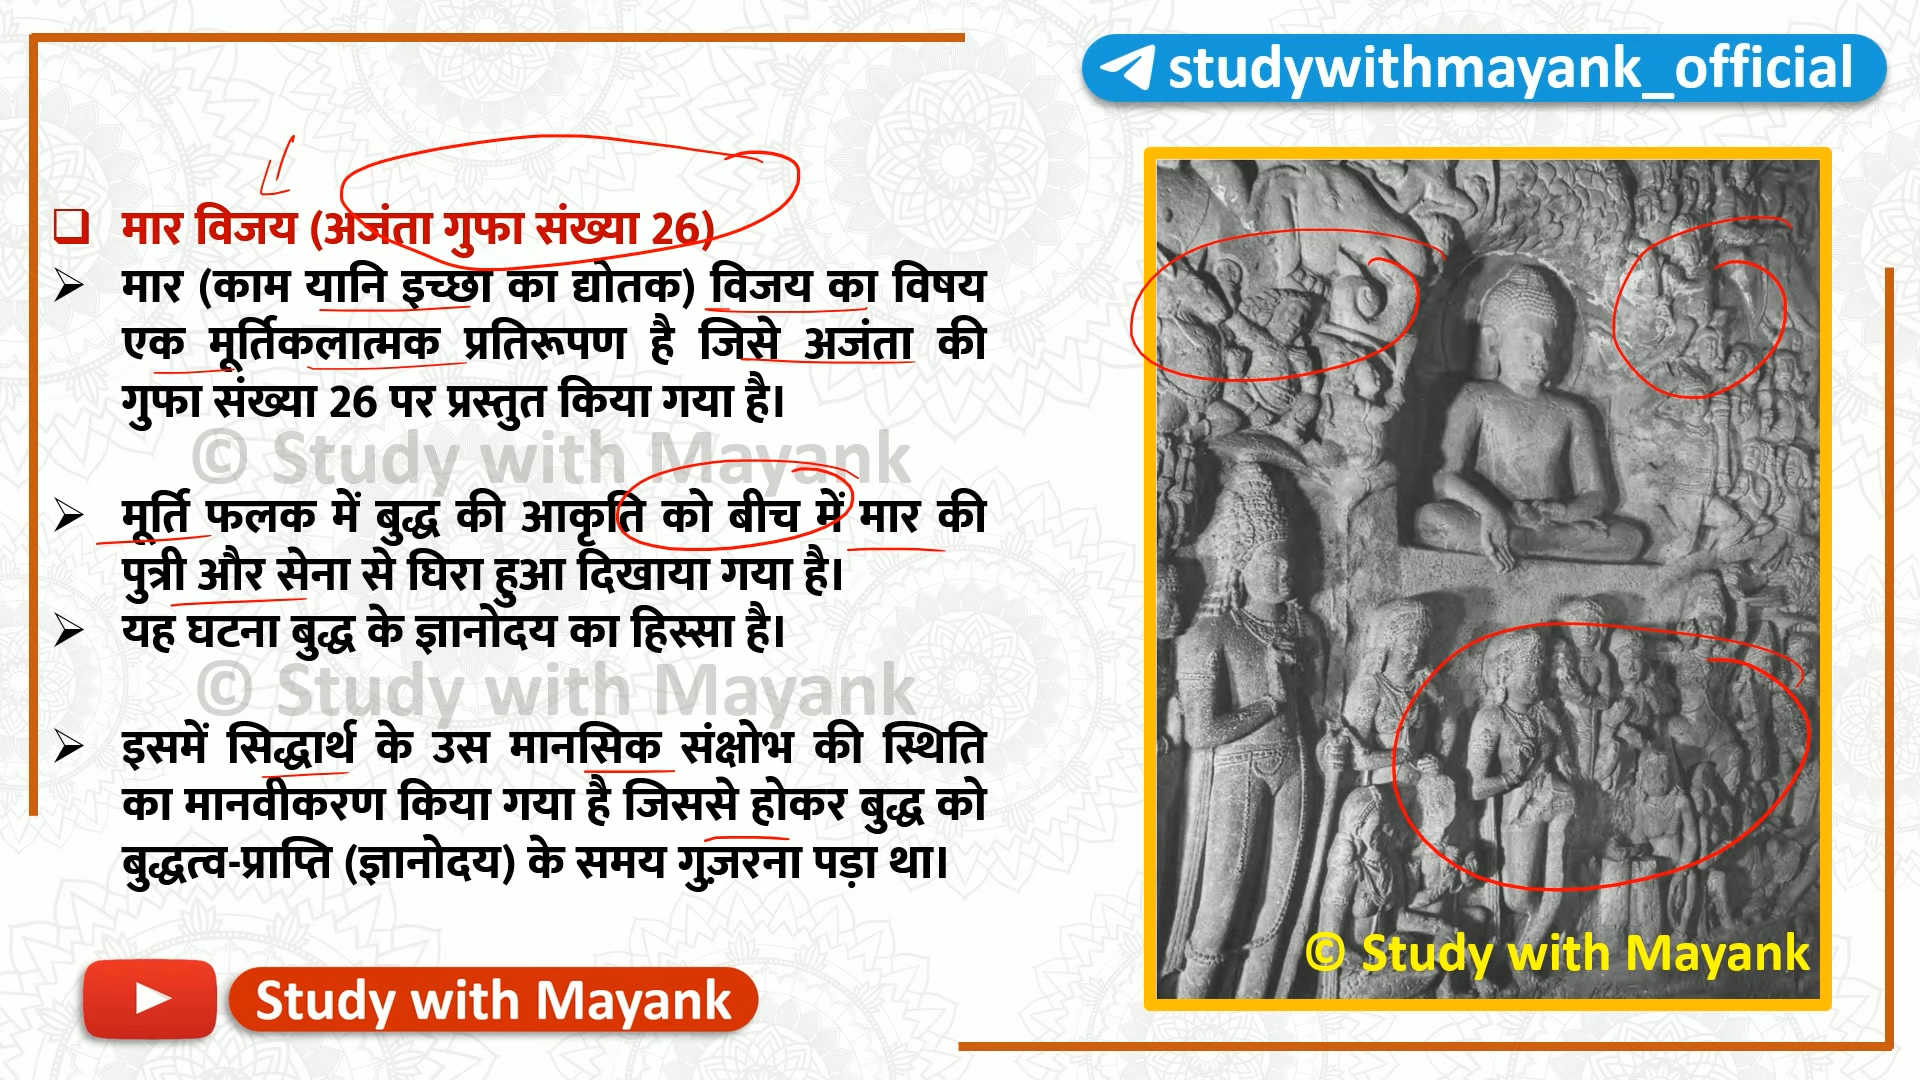 studywithmayank_official
❑ मार विजय (अजंता गुफा संख्या 26)
➢ मार (काम यानि इच्छा का द्योतक) विजय का विषय
एक मूर्तिकलात्मक प्रतिरूपण है जिसे अजंता की
गुफा संख्या 26 पर प्रस्तुत किया गया है।
© Study with Mayank
➢ मूर्ति फलक में बुद्ध की आकृति को बीच में मार की
पुत्री और सेना से घिरा हुआ दिखाया गया है।
➢ यह घटना बुद्ध के ज्ञानोदय का हिस्सा है।
© Study with Mayank
➢ इसमें सिद्धार्थ के उस मानसिक संक्षोभ की स्थिति
का मानवीकरण किया गया है जिससे होकर बुद्ध को
बुद्धत्व-प्राप्ति (ज्ञानोदय) के समय गुज़रना पड़ा था।
© Study with Mayank
Study with Mayank